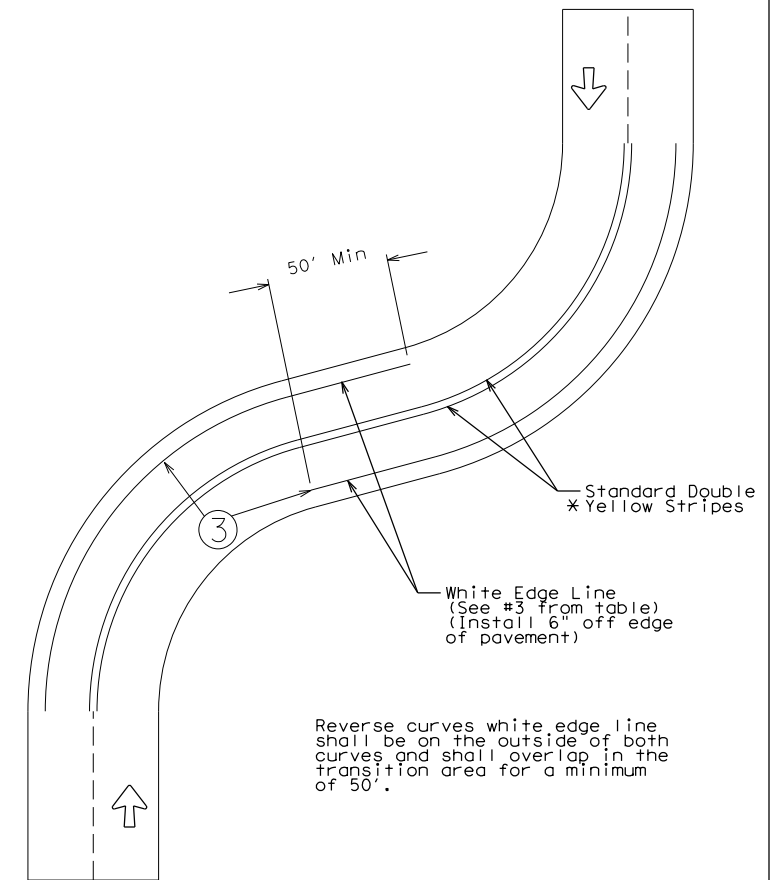 50' Min
Standard Double
* Yellow Stripes
3
White Edge Line
(See #3 from table)
(Install 6" off edge
of pavement)
Reverse curves white edge line
shall be on the outside of both
curves and shall overlap in the
transition area for a minimum
of 50'.